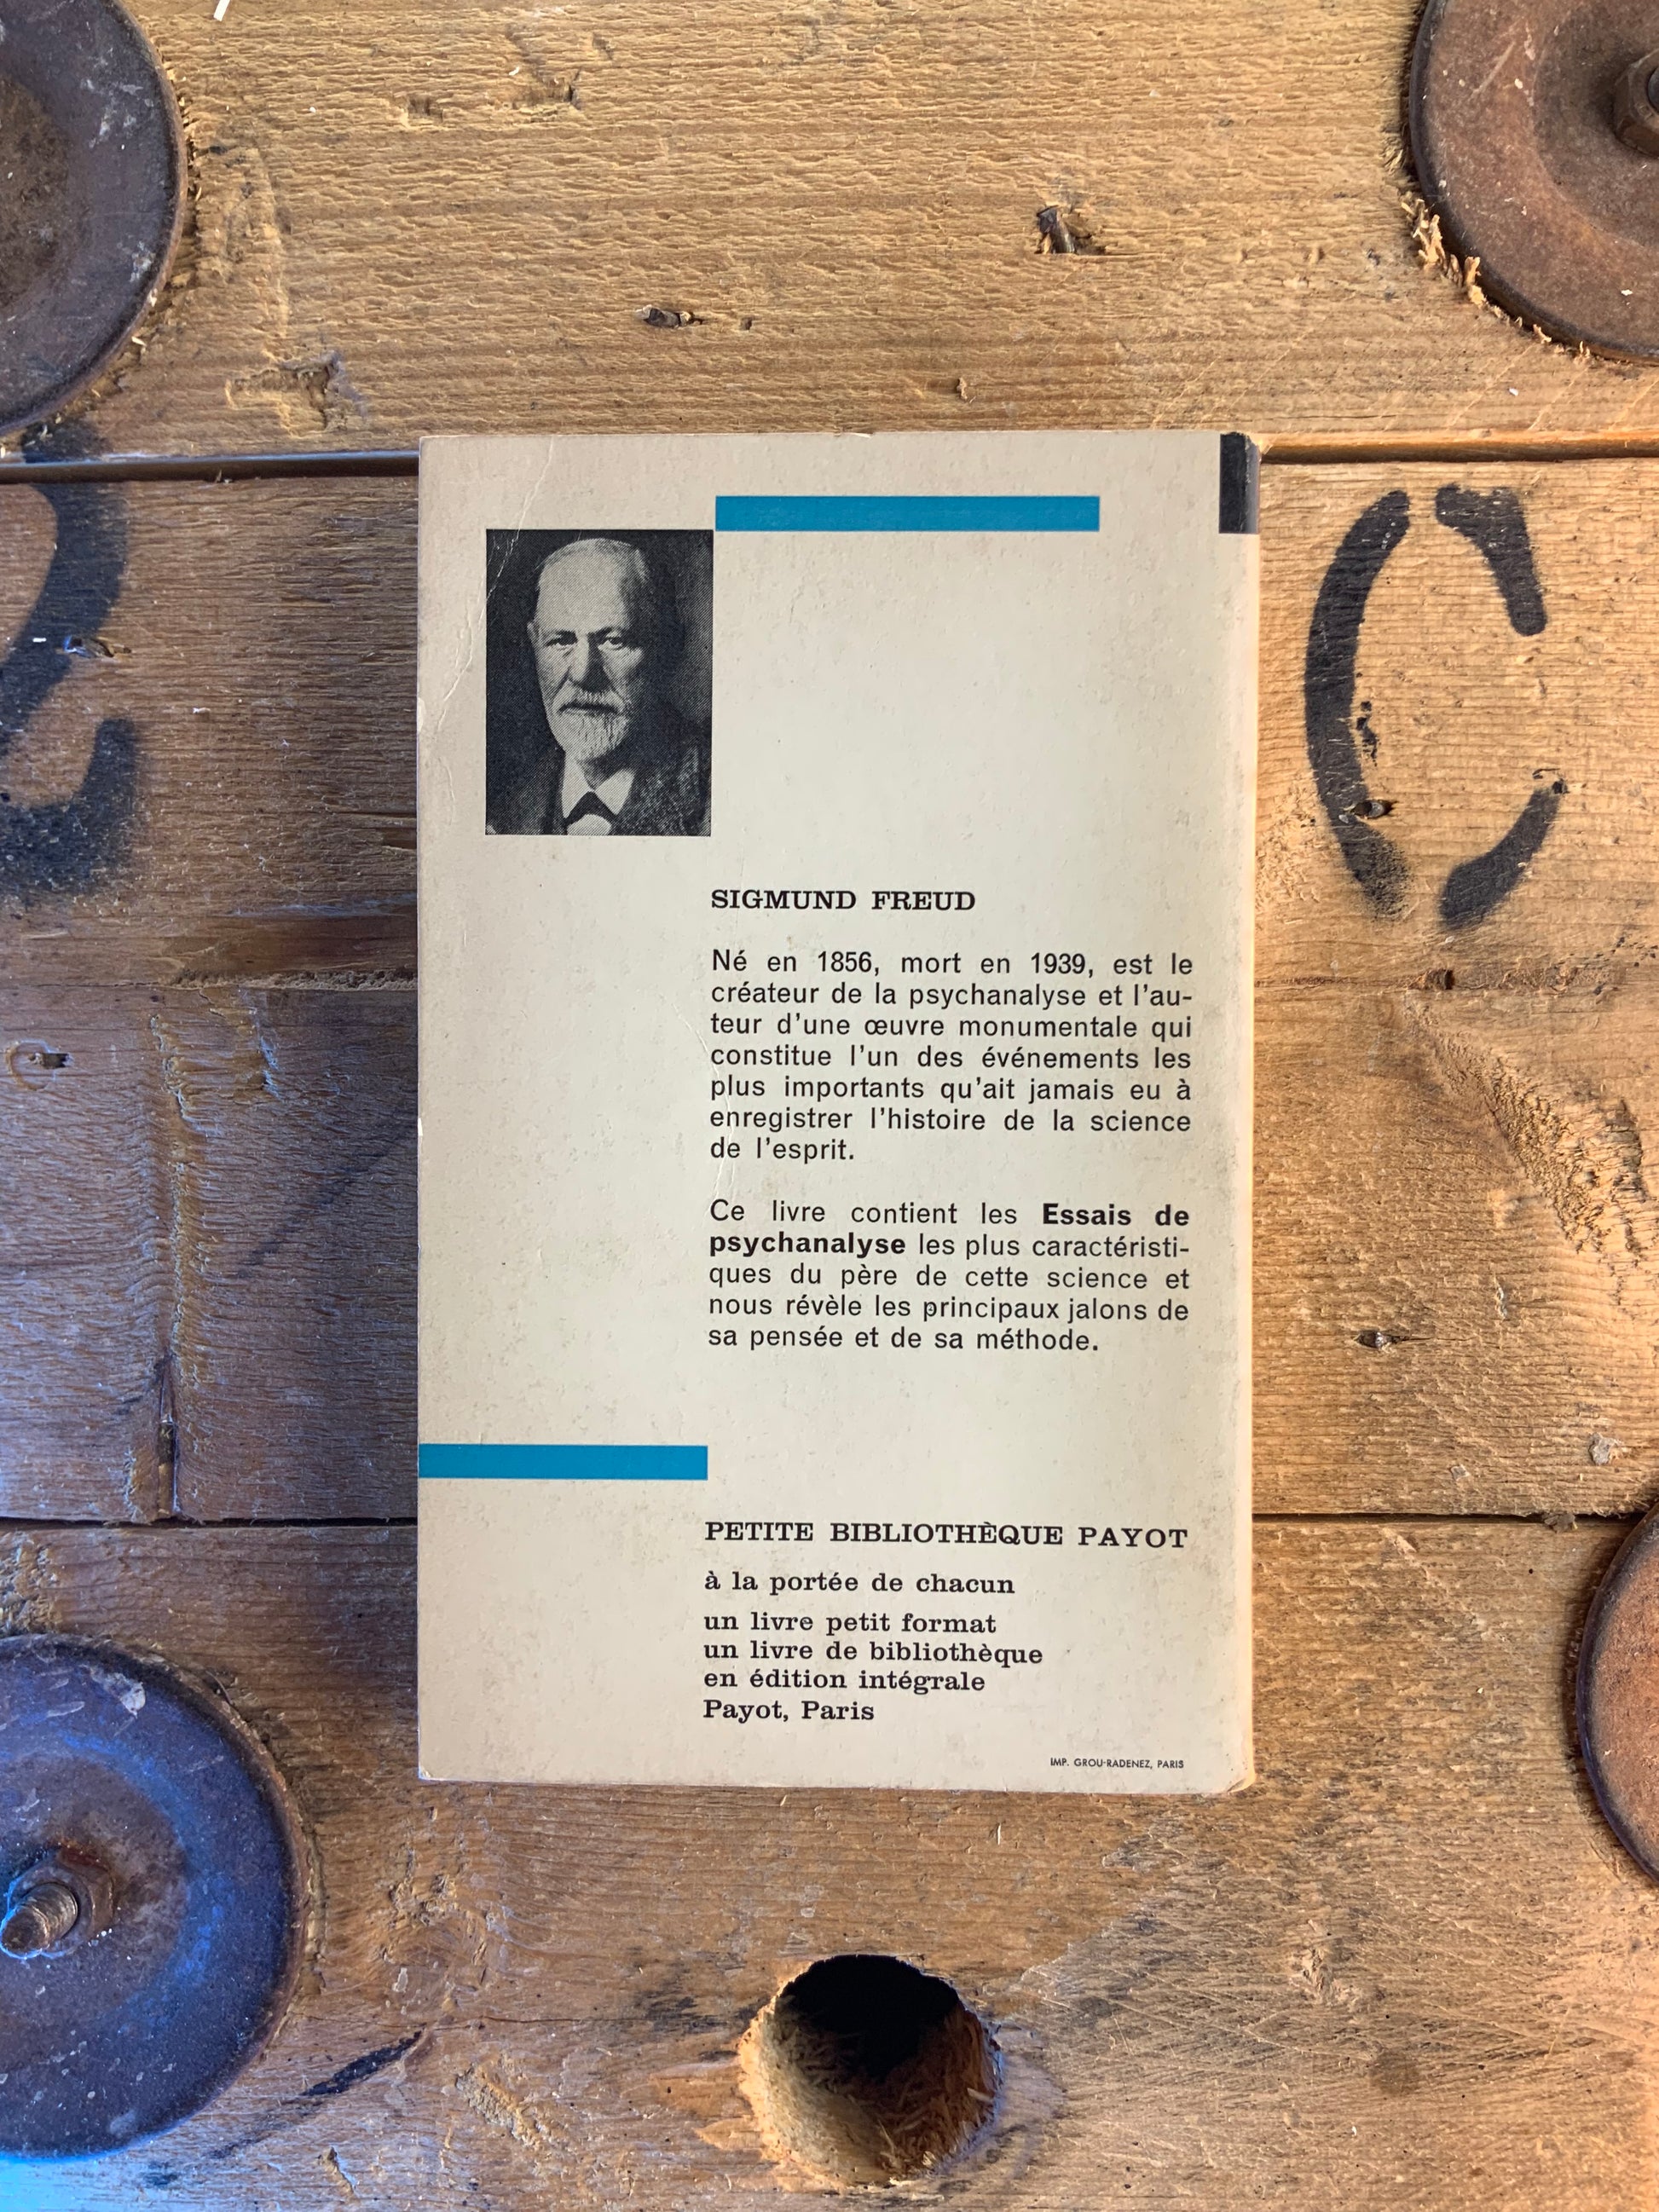 SIGMUND FREUD
Né en 1856, mort en 1939, est le
créateur de la psychanalyse et l'au-
teur d'une œuvre monumentale qui
constitue l'un des événements les
plus importants qu'ait jamais eu à
enregistrer l'histoire de la science
de l'esprit.
Ce livre contient les Essais de
psychanalyse les plus caractéristi-
ques du père de cette science et
nous révèle les principaux jalons de
sa pensée et de sa méthode.
PETITE BIBLIOTHÈQUE PAYOT
à la portée de chacun
un livre petit format
un livre de bibliothèque
en édition intégrale
Payot, Paris
IMP. GROU-RADENEZ, PARIS
C